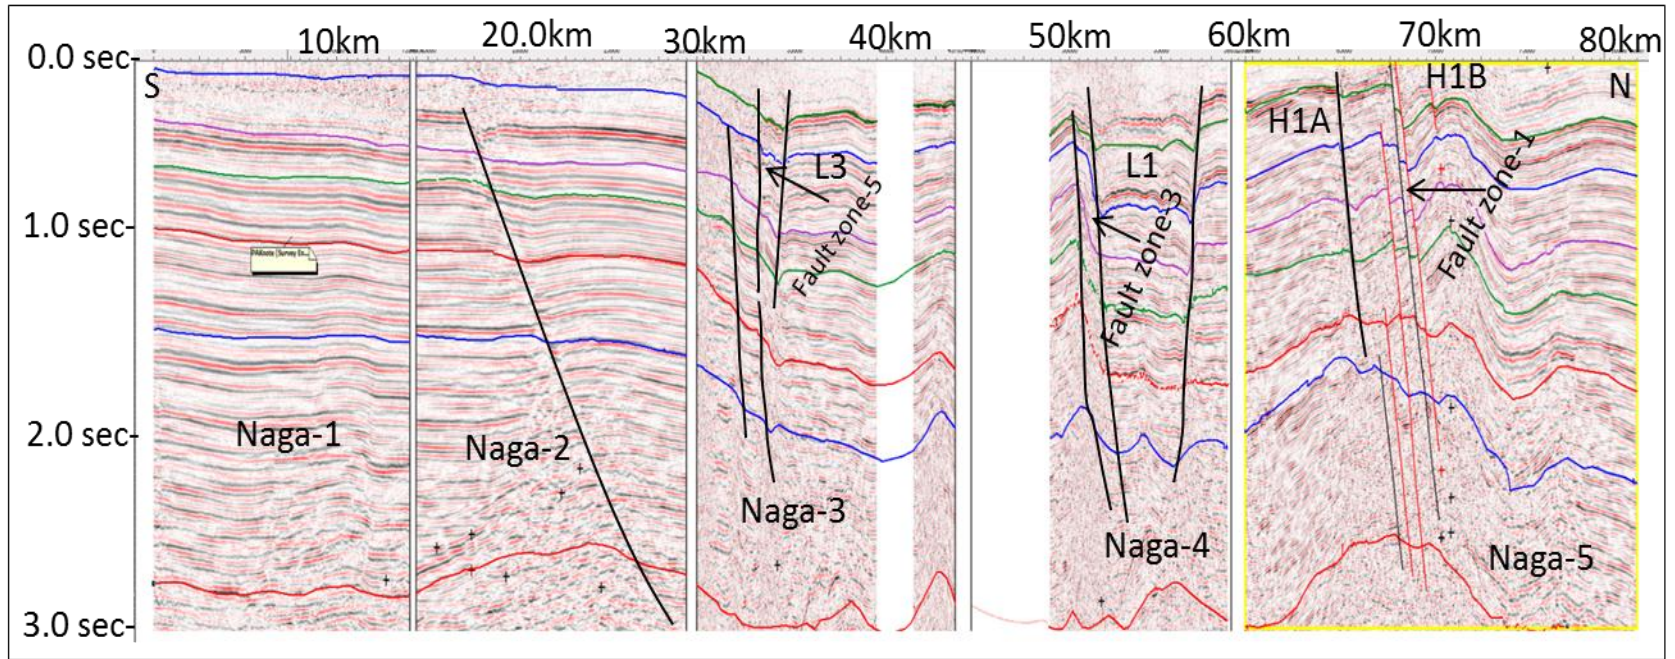 10km 20.0km 30km 40km 50km 60km 70km 80km
0.0 sec-
S
H1B
N
H1A
L3
L1
Fault zone-5
Fault zone-3
Fault zone-1
1.0 sec-
2.0 sec-
Naga-1
Naga-2
Naga-3
Naga-4
Naga-5
3.0 sec-